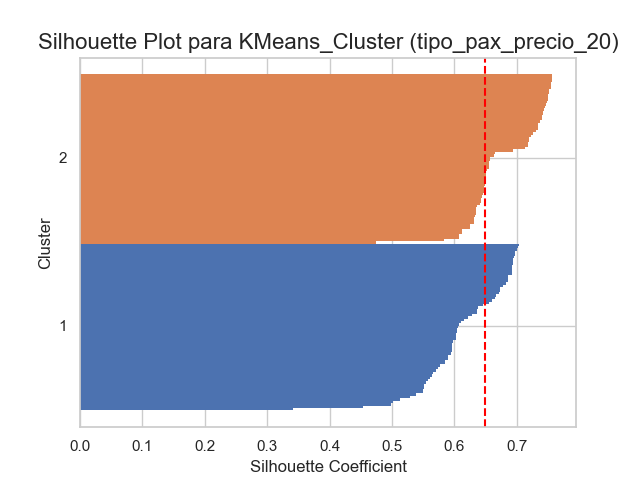 Silhouette Plot para KMeans_Cluster (tipo_pax_precio_20)
2
1
Cluster
0.0 0.1 0.2 0.3 0.4 0.5 0.6 0.7
Silhouette Coefficient